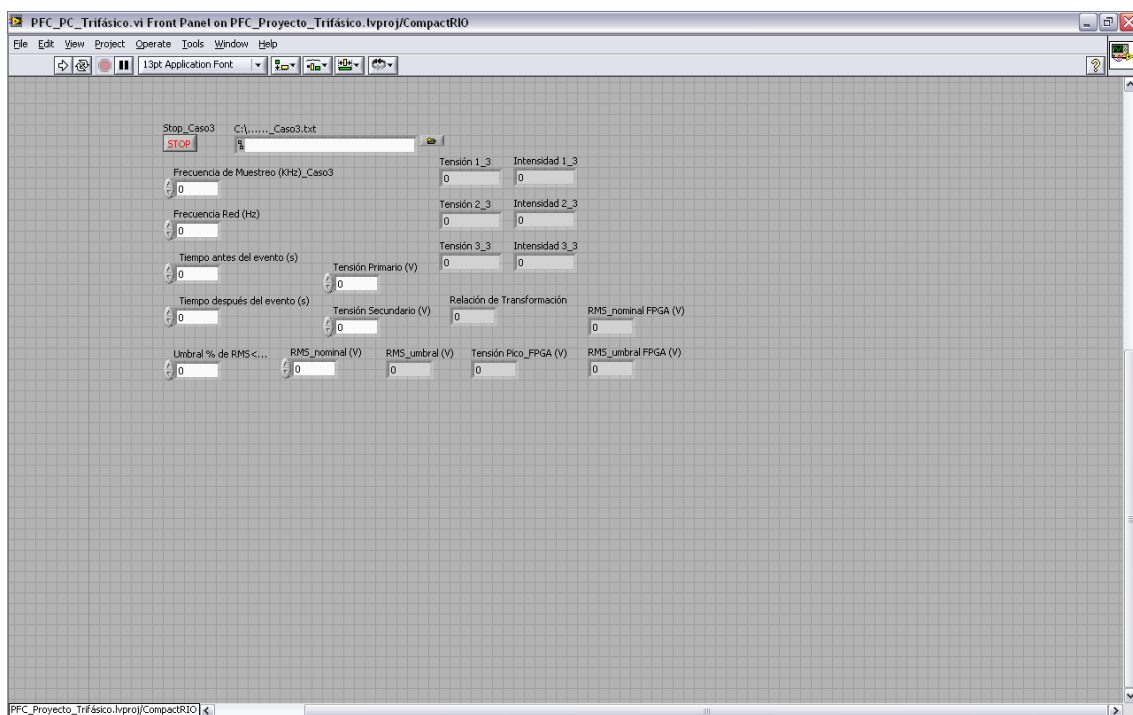 PFC_PC_Trifásico.vi Front Panel on PFC_Proyecto_Trifásico.lvproj/CompactRIO
File Edit View Project Operate Tools Window Help
13pt Application Font
Stop_Caso3 C:\......_Caso3.txt
STOP
Tensión 1_3 Intensidad 1_3
Frecuencia de Muestreo (KHz)_Caso3
0 0
0
Tensión 2_3 Intensidad 2_3
Frecuencia Red (Hz)
0 0
0
Tensión 3_3 Intensidad 3_3
Tiempo antes del evento (s)
Tensión Primario (V)
0 0
0
0
Tiempo después del evento (s) Relación de Transformación
Tensión Secundario (V) RMS_nominal FPGA (V)
0 0
0 0
Umbral % de RMS<... RMS_nominal (V) RMS_umbral (V) Tensión Pico_FPGA (V) RMS_umbral FPGA (V)
0 0 0 0 0
PFC_Proyecto_Trifásico.lvproj/CompactRIO